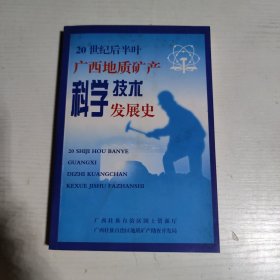 20世纪后半叶
广西地质矿产
科学技术
发展史
20 SHIJI HOU BANYE
GUANGXI
DIZHI KUANGCHAN
KEXUE JISHU FAZHANSHI
广西壮族自治区国土资源厅
广西壮族自治区地质矿产勘查开发局